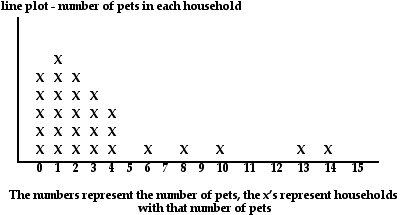 line plot - number of pets in each household
X
X X X
X X X X
X X X X X
X X X X X
X X X X X X X X X X
0 1 2 3 4 5 6 7 8 9 10 11 12 13 14 15
The numbers represent the number of pets, the x's represent households
with that number of pets